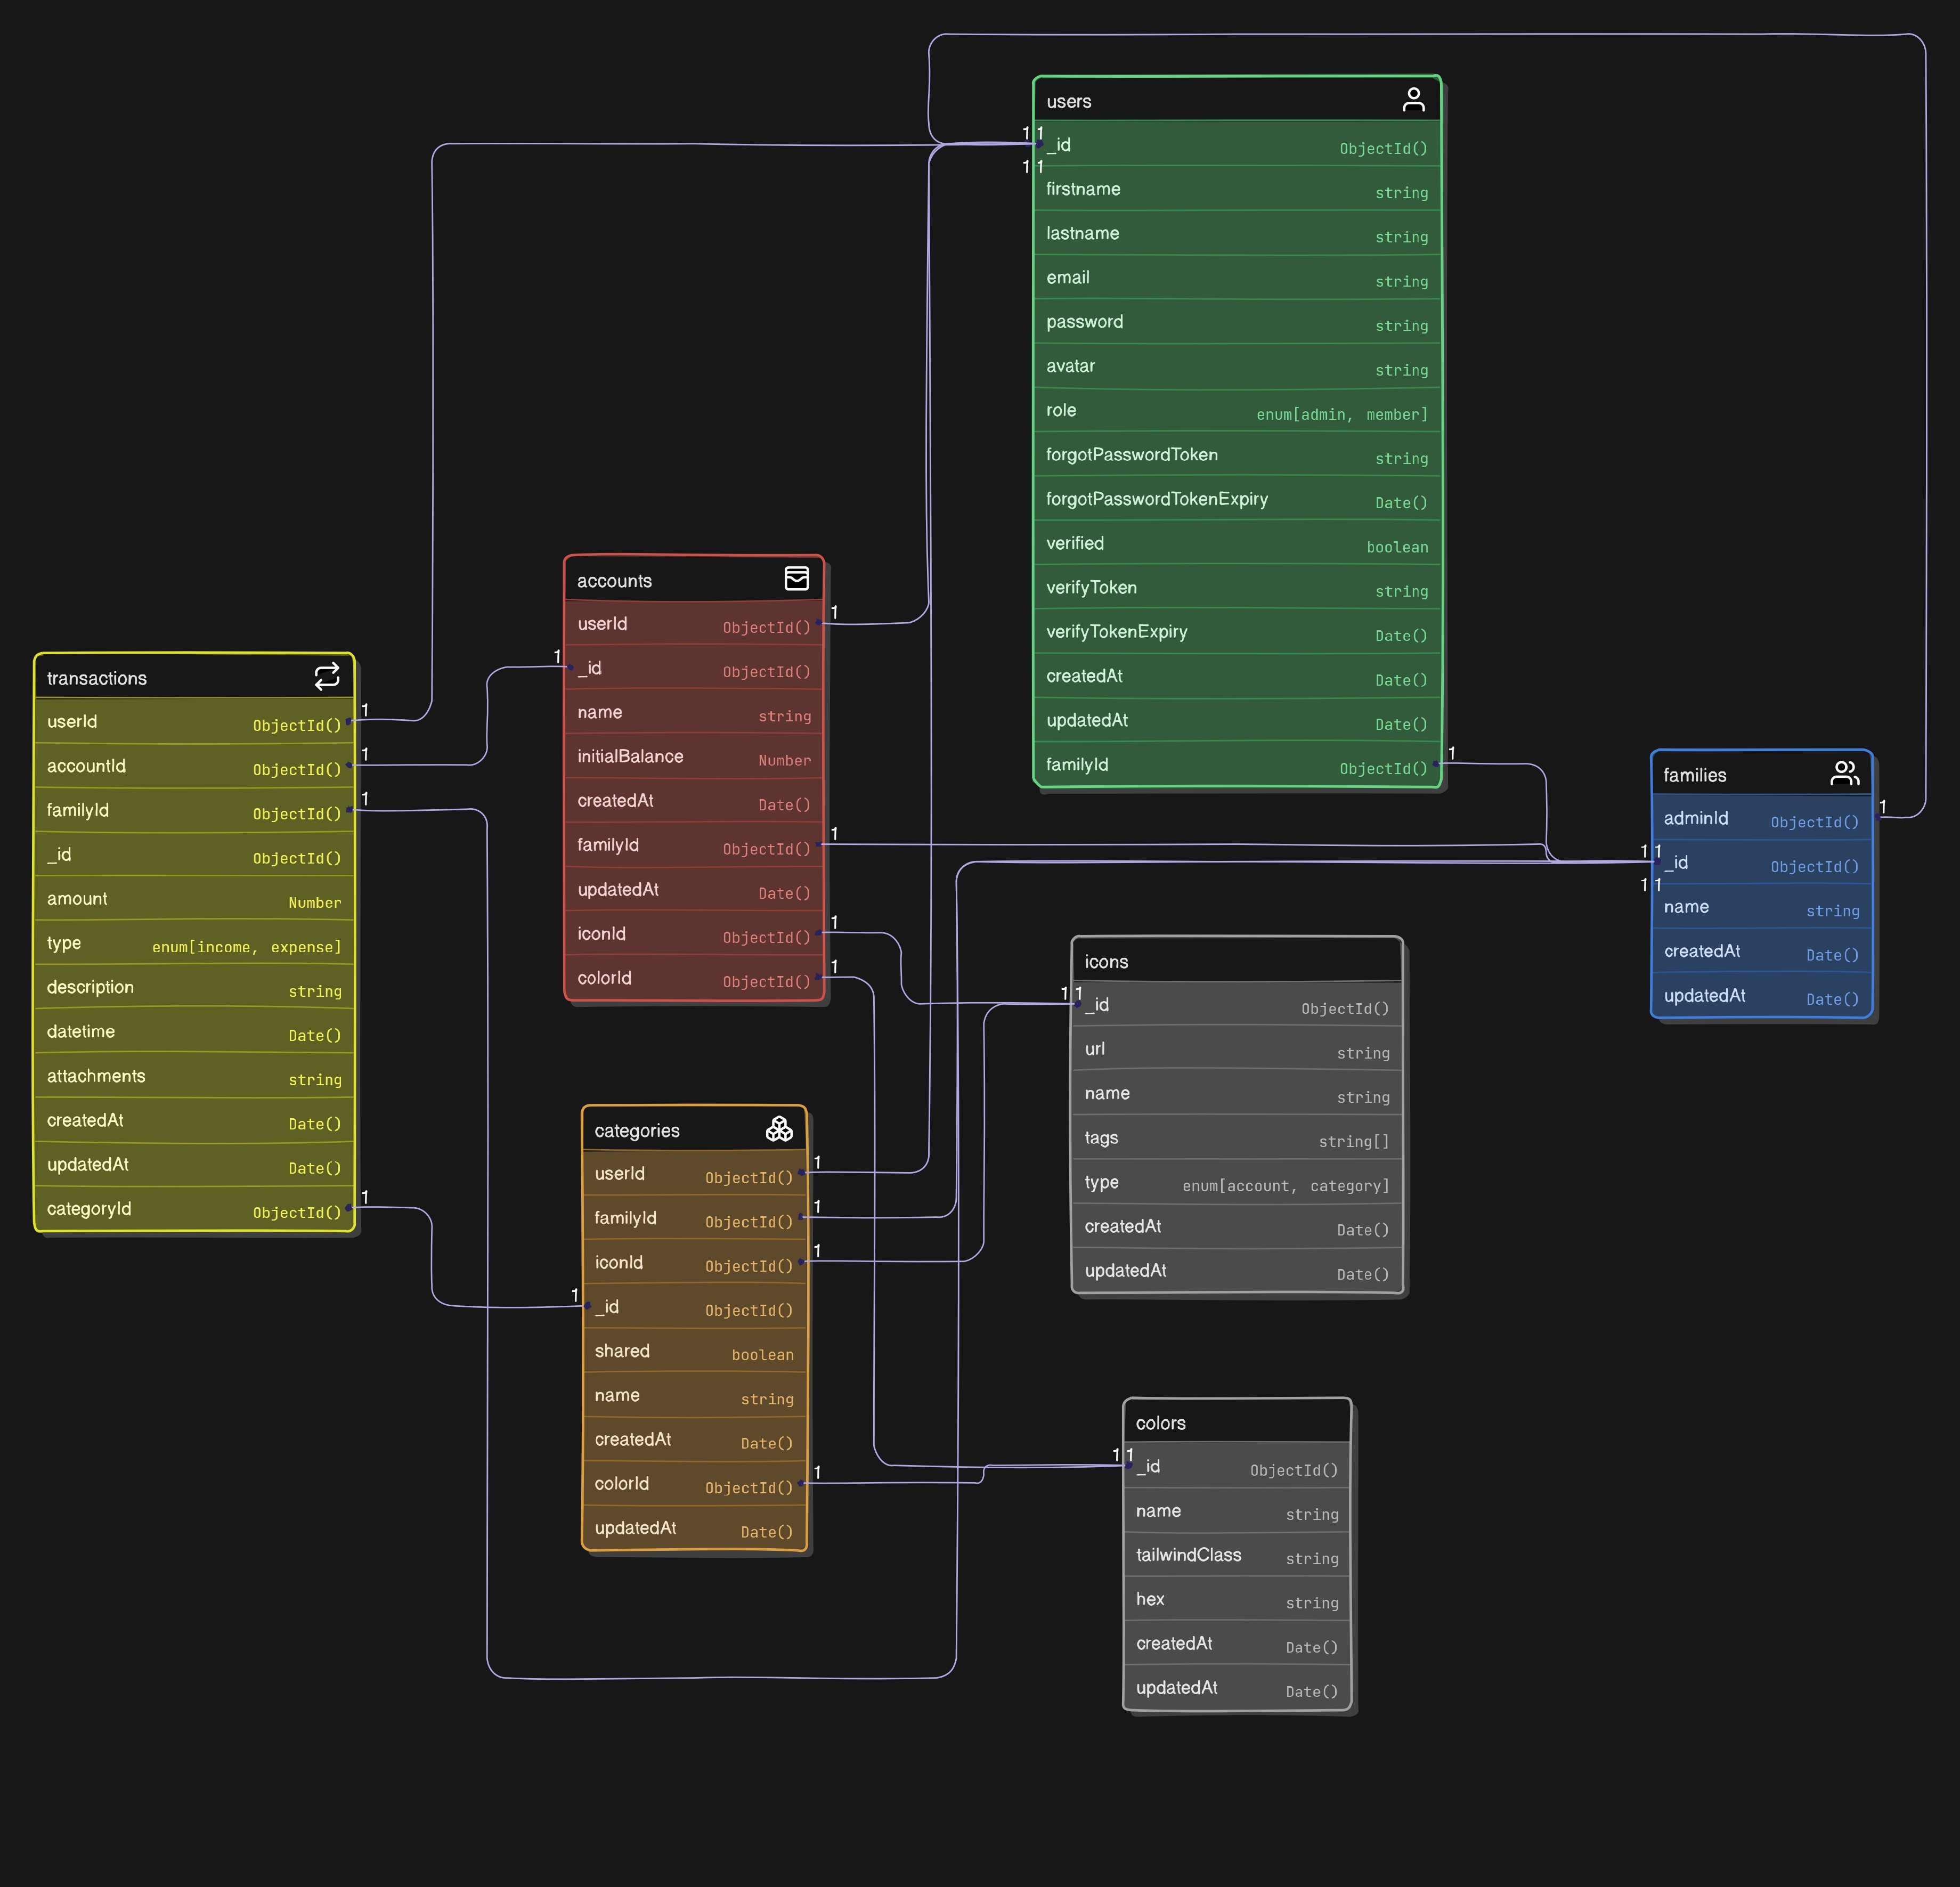 users
_id ObjectId()
firstname string
lastname string
email string
password string
avatar string
role enum[admin, member]
forgotPasswordToken string
forgotPasswordTokenExpiry Date()
verified boolean
verifyToken string
verifyTokenExpiry Date()
createdAt Date()
updatedAt Date()
familyId ObjectId()
1 1
1 1
1
accounts
userId ObjectId()
_id ObjectId()
name string
initialBalance Number
createdAt Date()
familyId ObjectId()
updatedAt Date()
iconId ObjectId()
colorId ObjectId()
1
1
1
1
1
transactions
userId ObjectId()
accountId ObjectId()
familyId ObjectId()
_id ObjectId()
amount Number
type enum[income, expense]
description string
datetime Date()
attachments string
createdAt Date()
updatedAt Date()
categoryId ObjectId()
1
1
1
1
families
adminId ObjectId()
_id ObjectId()
name string
createdAt Date()
updatedAt Date()
1
1 1
1 1
icons
_id ObjectId()
url string
name string
tags string[]
type enum[account, category]
createdAt Date()
updatedAt Date()
1 1
categories
userId ObjectId()
familyId ObjectId()
iconId ObjectId()
_id ObjectId()
shared boolean
name string
createdAt Date()
colorId ObjectId()
updatedAt Date()
1
1
1
1
1
colors
_id ObjectId()
name string
tailwindClass string
hex string
createdAt Date()
updatedAt Date()
1 1